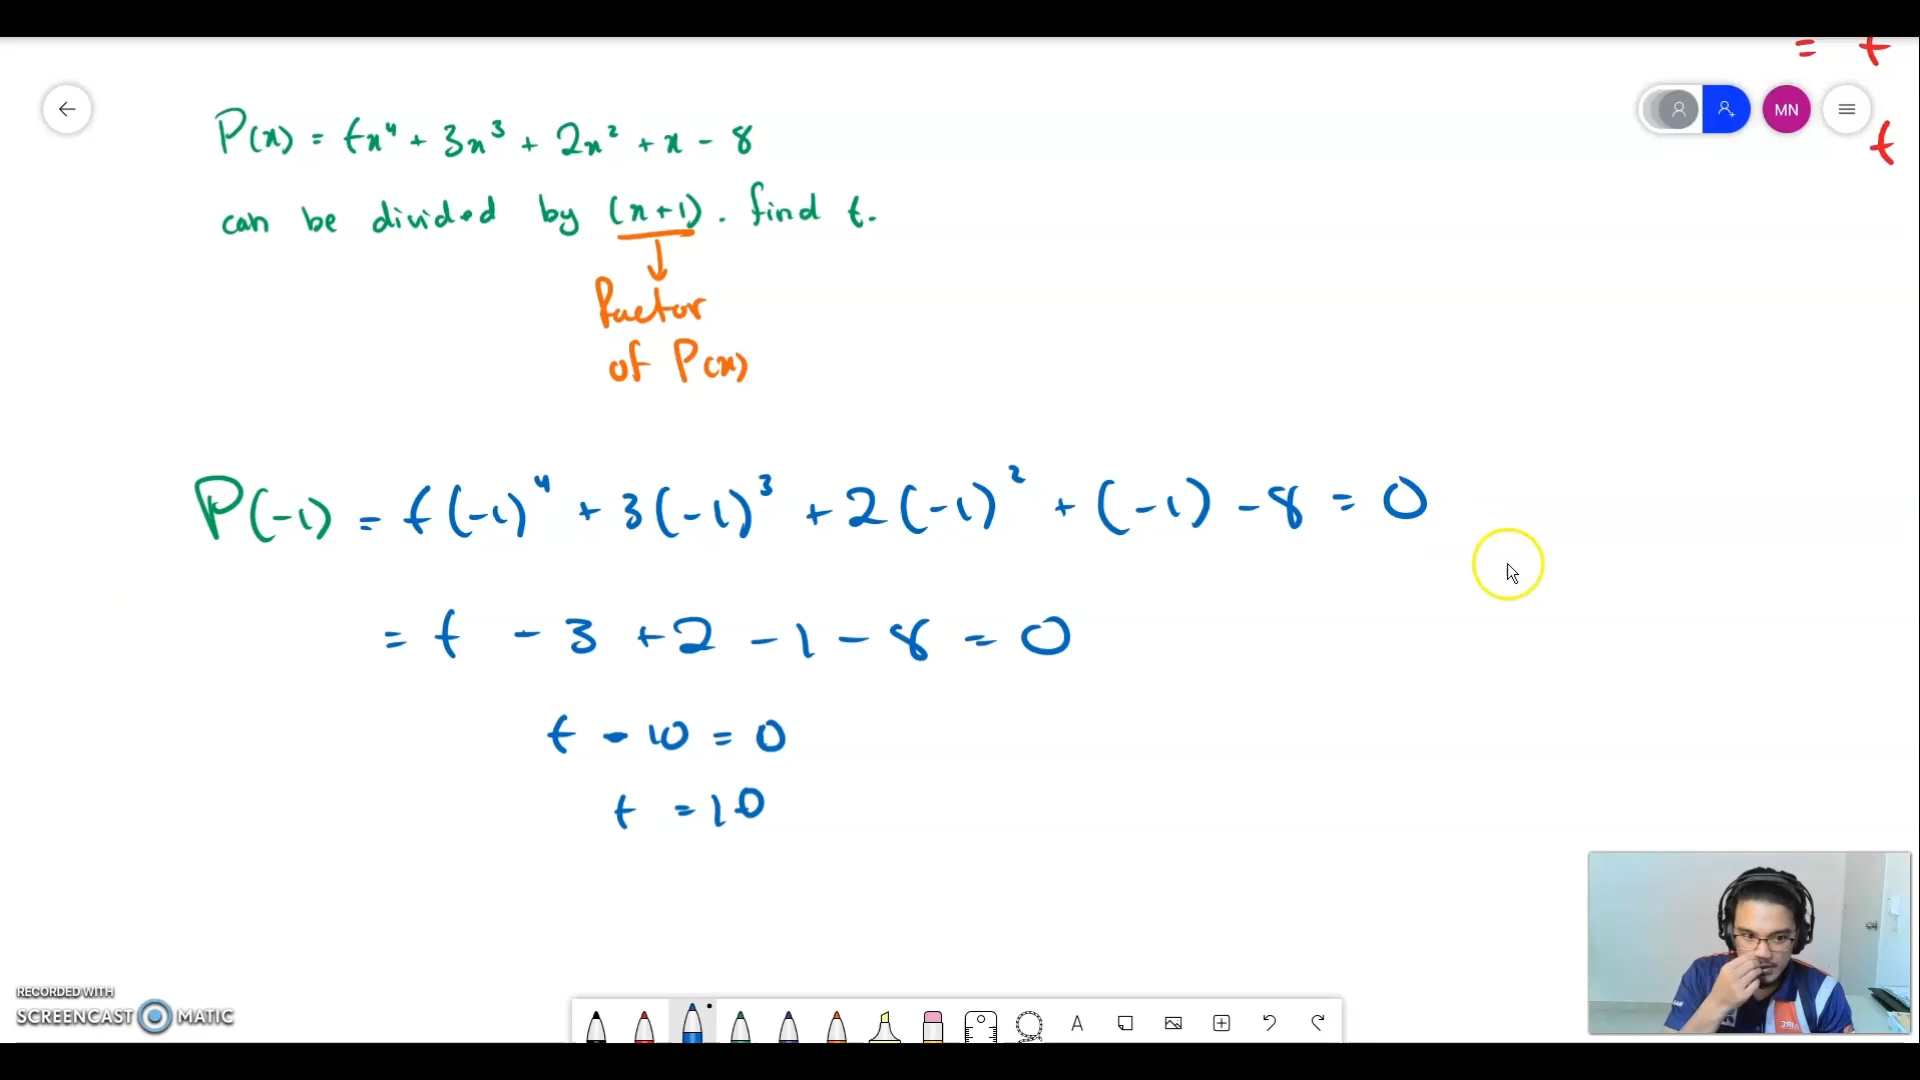 = t
t
MN
P(x) = tx⁴ + 3x³ + 2x² + x - 8
can be divided by (x+1). find t.
Factor
of P(x)
P(-1) = t(-1)⁴ + 3(-1)³ + 2(-1)² + (-1) - 8 = 0
= t - 3 + 2 - 1 - 8 = 0
t - 10 = 0
t = 10
RECORDED WITH
SCREENCAST MATIC
A